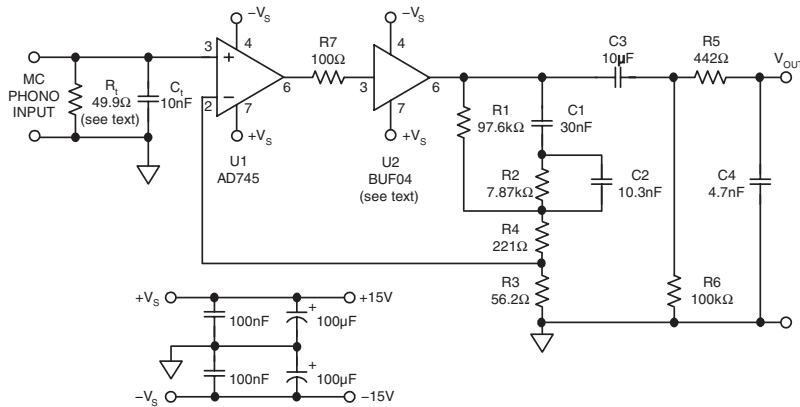 −VS
3
+
4
2
−
7
6
+VS
U1
AD745
MC
PHONO
INPUT
Rt
49.9Ω
(see text)
Ct
10nF
R7
100Ω
−VS
3
4
7
6
+VS
U2
BUF04
(see text)
R1
97.6kΩ
C1
30nF
R2
7.87kΩ
C2
10.3nF
R4
221Ω
R3
56.2Ω
C3
10μF
R5
442Ω
VOUT
C4
4.7nF
R6
100kΩ
+VS
+15V
100nF
+
100μF
100nF
+
100μF
−VS
−15V